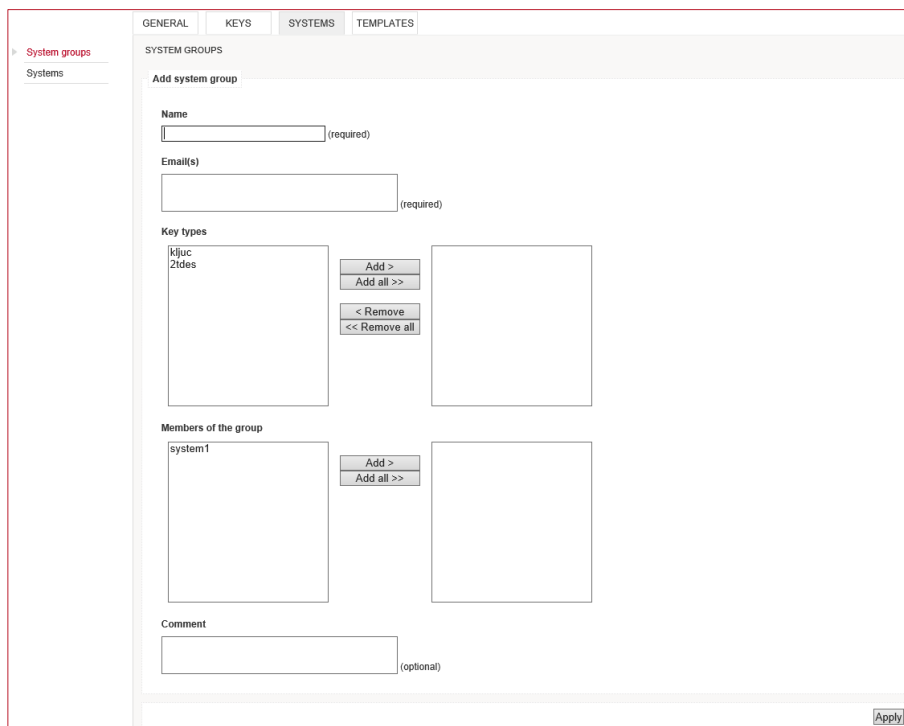 GENERAL KEYS SYSTEMS TEMPLATES
System groups
Systems
SYSTEM GROUPS
Add system group
Name
(required)
Email(s)
(required)
Key types
kljuc
2tdes
Add >
Add all >>
< Remove
<< Remove all
Members of the group
system1
Add >
Add all >>
Comment
(optional)
Apply